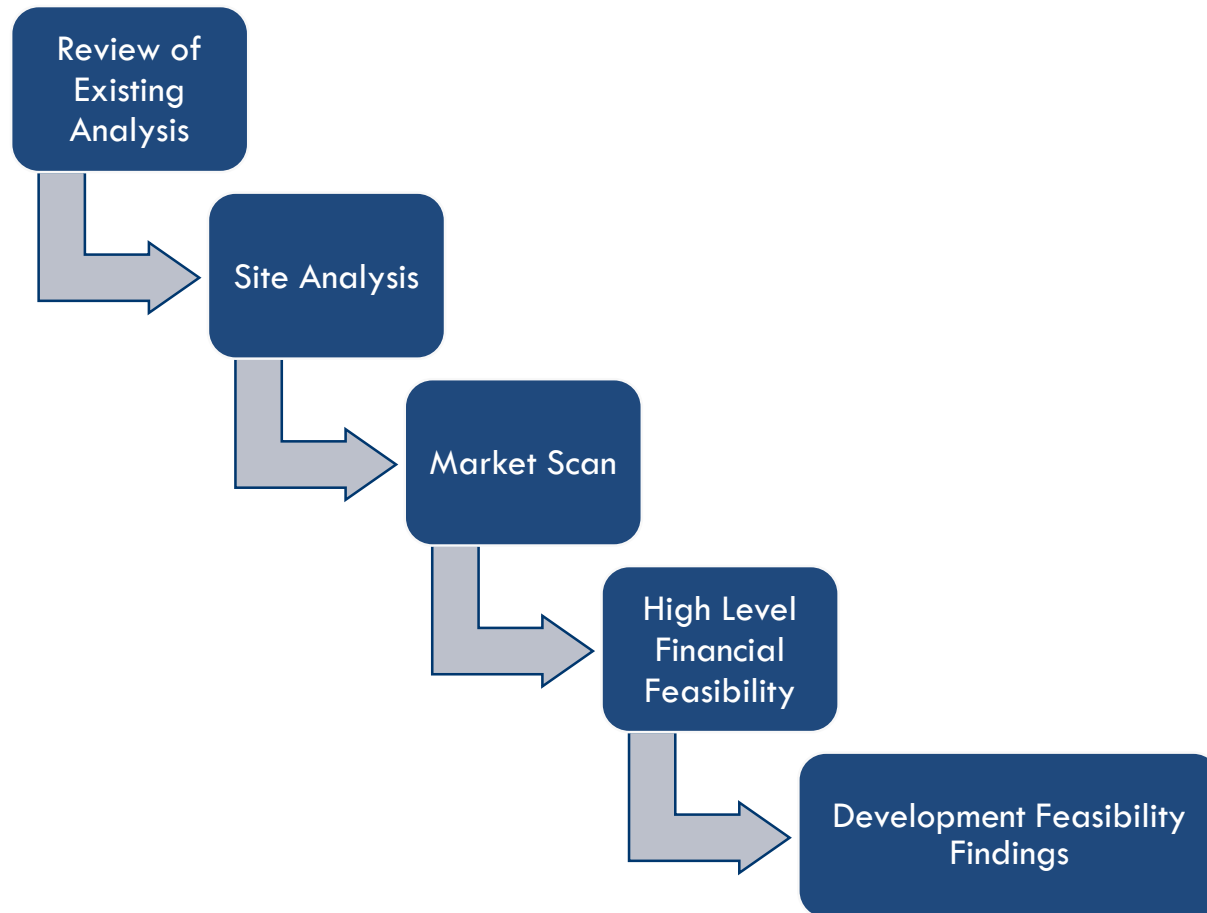 Review of
Existing
Analysis
Site Analysis
Market Scan
High Level
Financial
Feasibility
Development Feasibility
Findings